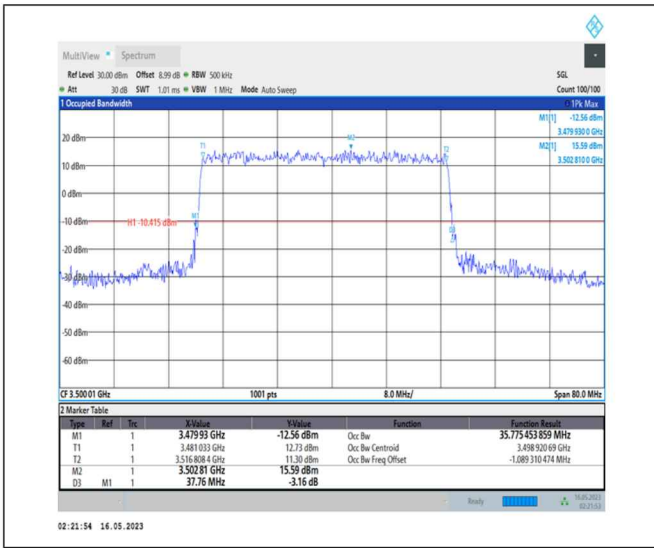 MultiView Spectrum
Ref Level 30.00 dBm Offset 8.99 dB RBW 500 kHz SGL
Att 30 dB SWT 1.01 ms VBW 1 MHz Mode Auto Sweep Count 100/100
1 Occupied Bandwidth 1Pk Max
M1[1] -12.56 dBm
3.479 930 0 GHz
M2[1] 15.59 dBm
3.502 810 0 GHz
20 dBm
T1
M2
T2
10 dBm
0 dBm
M1
-10 dBm
H1 -10.415 dBm
D3
-20 dBm
-30 dBm
-40 dBm
-50 dBm
-60 dBm
CF 3.500 01 GHz 1001 pts 8.0 MHz/ Span 80.0 MHz
2 Marker Table
Type Ref Trc X-Value Y-Value Function Function Result
M1 1 3.479 93 GHz -12.56 dBm Occ Bw 35.775 453 859 MHz
T1 1 3.481 033 GHz 12.73 dBm Occ Bw Centroid 3.498 920 69 GHz
T2 1 3.516 808 4 GHz 11.30 dBm Occ Bw Freq Offset -1.089 310 474 MHz
M2 1 3.502 81 GHz 15.59 dBm
D3 M1 1 37.76 MHz -3.16 dB
Ready 16.05.2023
02:21:53
02:21:54 16.05.2023